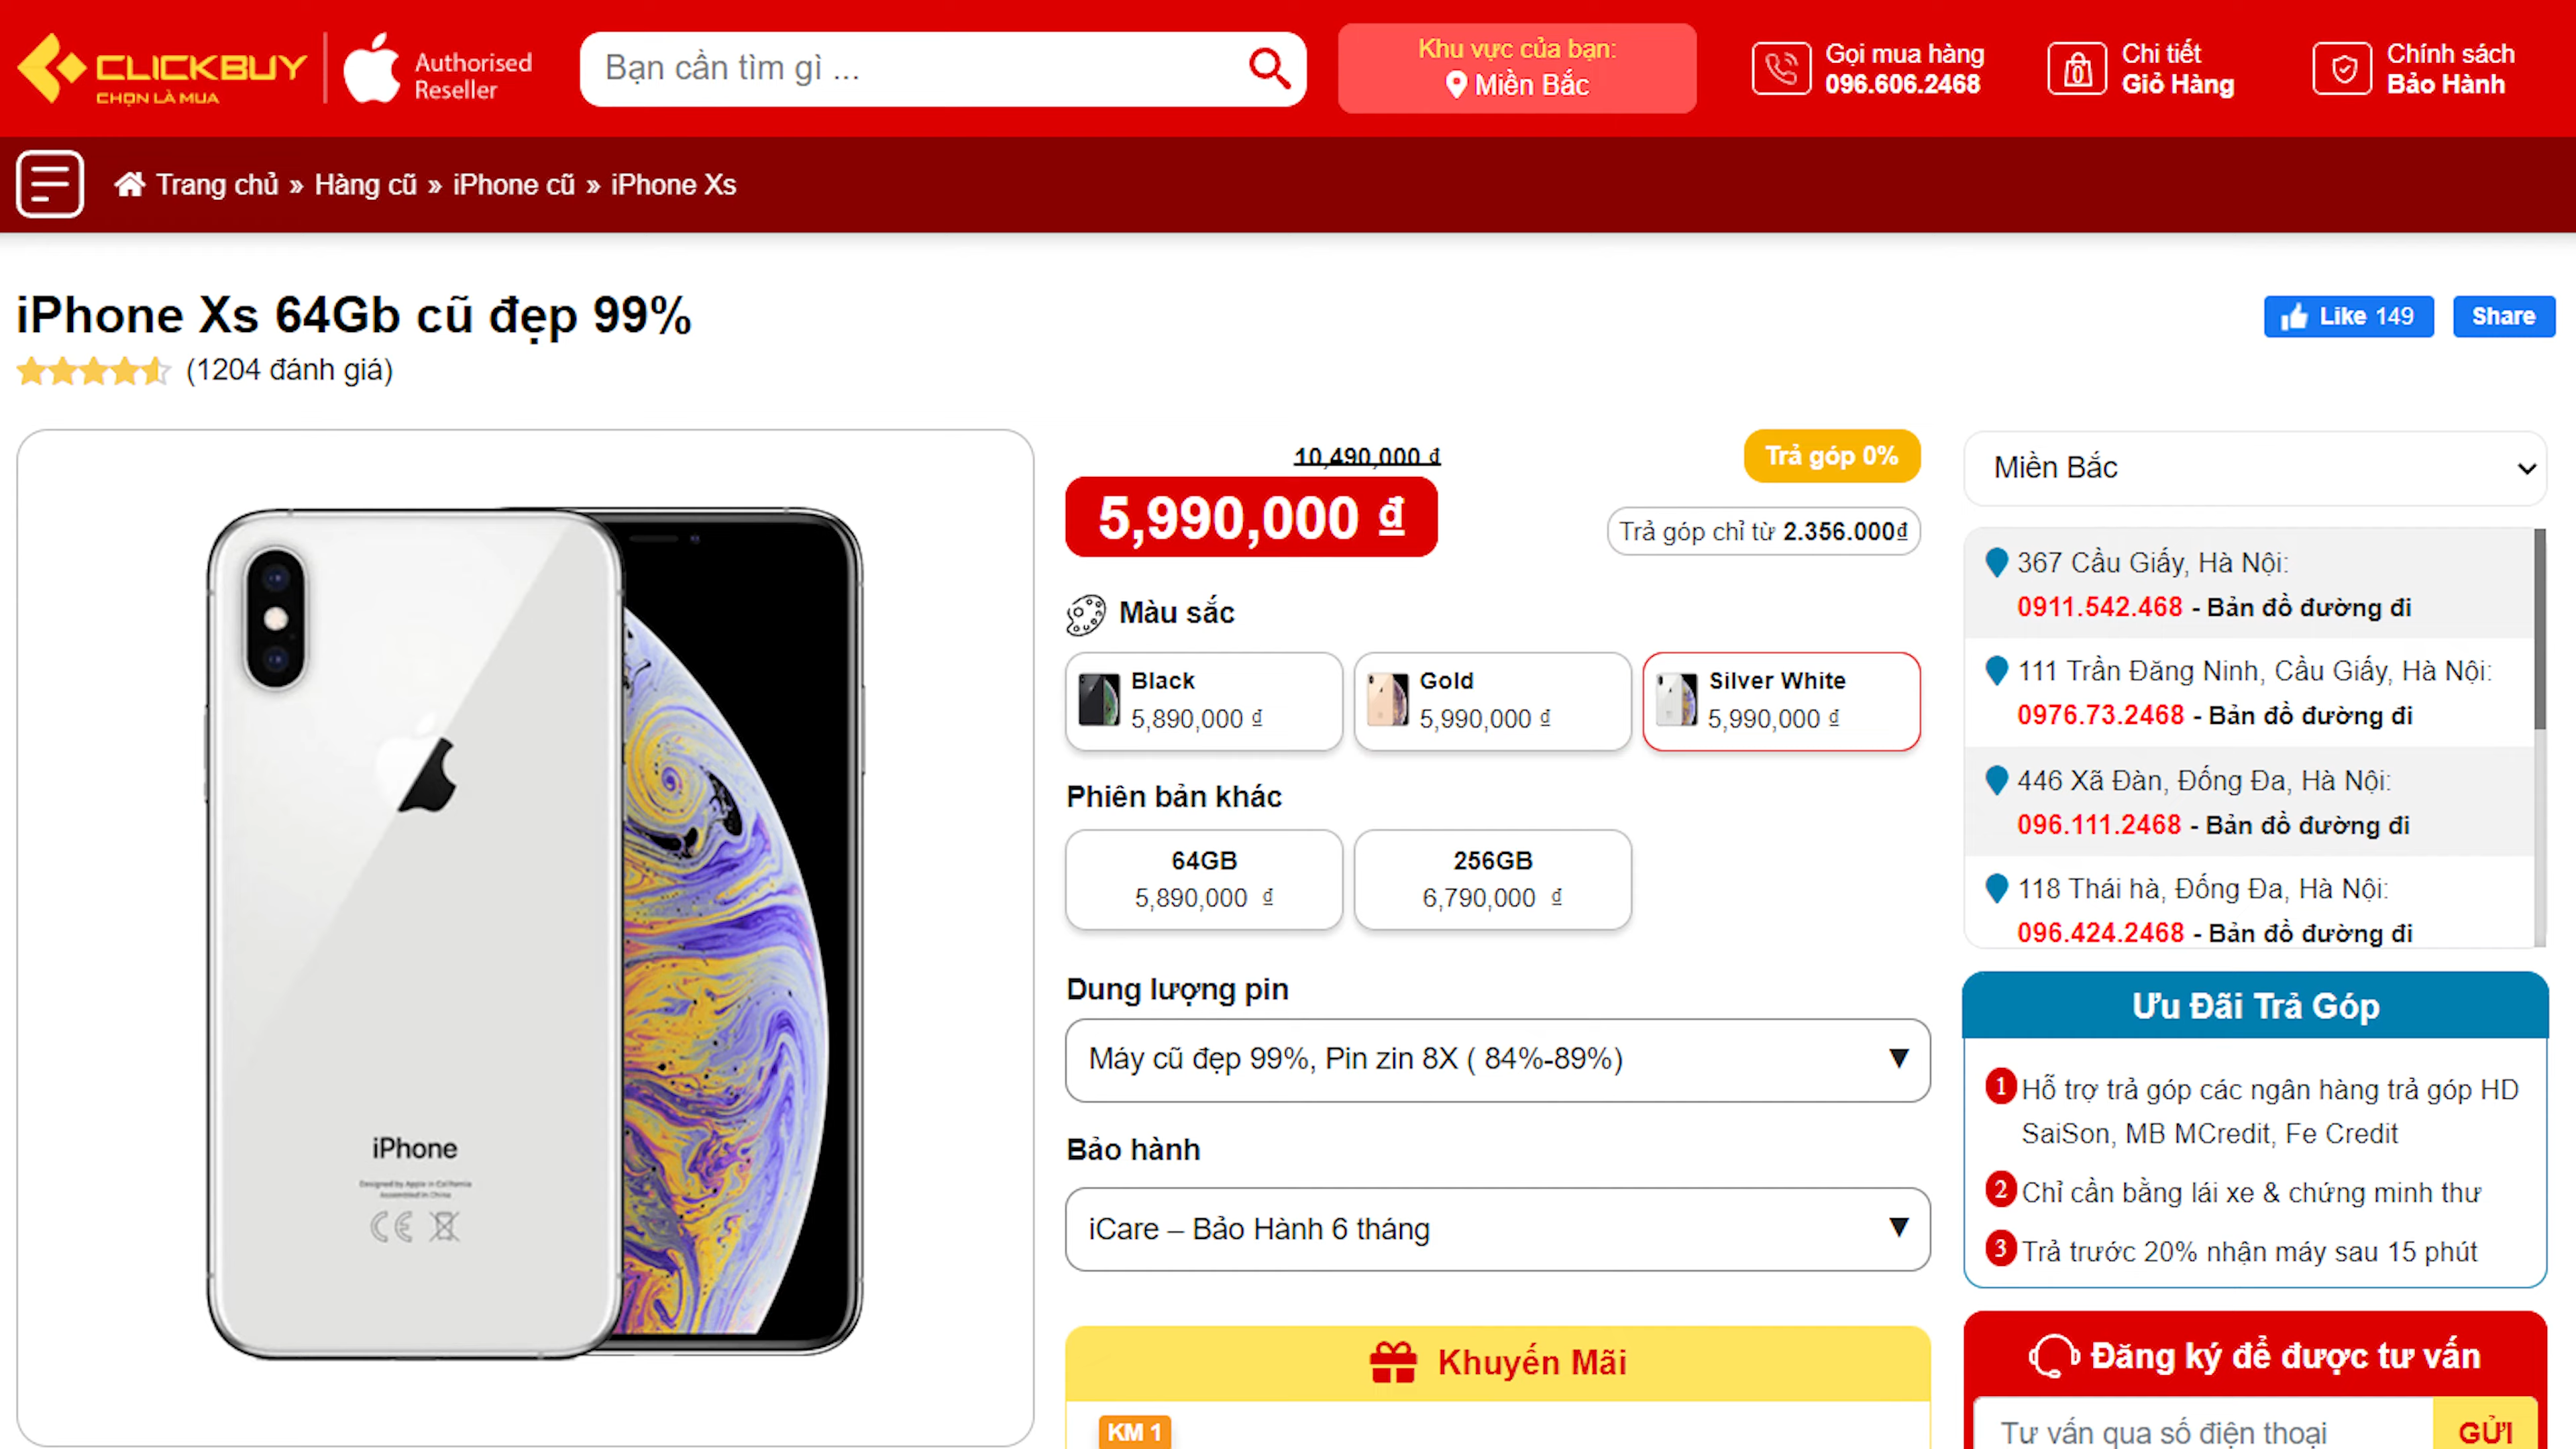 CLICKBUY
CHỌN LÀ MUA
Authorised
Reseller
Bạn cần tìm gì ...
Khu vực của bạn:
Miền Bắc
Gọi mua hàng
096.606.2468
0
Chi tiết
Giỏ Hàng
Chính sách
Bảo Hành
Trang chủ » Hàng cũ » iPhone cũ » iPhone Xs
iPhone Xs 64Gb cũ đẹp 99%
(1204 đánh giá)
Like 149
Share
iPhone
Designed by Apple in California
Assembled in China
CE
10,490,000 ₫
5,990,000 ₫
Trả góp 0%
Trả góp chỉ từ 2.356.000₫
Màu sắc
Black
5,890,000 ₫
Gold
5,990,000 ₫
Silver White
5,990,000 ₫
Phiên bản khác
64GB
5,890,000 ₫
256GB
6,790,000 ₫
Dung lượng pin
Máy cũ đẹp 99%, Pin zin 8X ( 84%-89%)
Bảo hành
iCare – Bảo Hành 6 tháng
Khuyến Mãi
KM 1
Miền Bắc
367 Cầu Giấy, Hà Nội:
0911.542.468 - Bản đồ đường đi
111 Trần Đăng Ninh, Cầu Giấy, Hà Nội:
0976.73.2468 - Bản đồ đường đi
446 Xã Đàn, Đống Đa, Hà Nội:
096.111.2468 - Bản đồ đường đi
118 Thái hà, Đống Đa, Hà Nội:
096.424.2468 - Bản đồ đường đi
Ưu Đãi Trả Góp
1 Hỗ trợ trả góp các ngân hàng trả góp HD
SaiSon, MB MCredit, Fe Credit
2 Chỉ cần bằng lái xe & chứng minh thư
3 Trả trước 20% nhận máy sau 15 phút
Đăng ký để được tư vấn
Tư vấn qua số điện thoại
GỬI